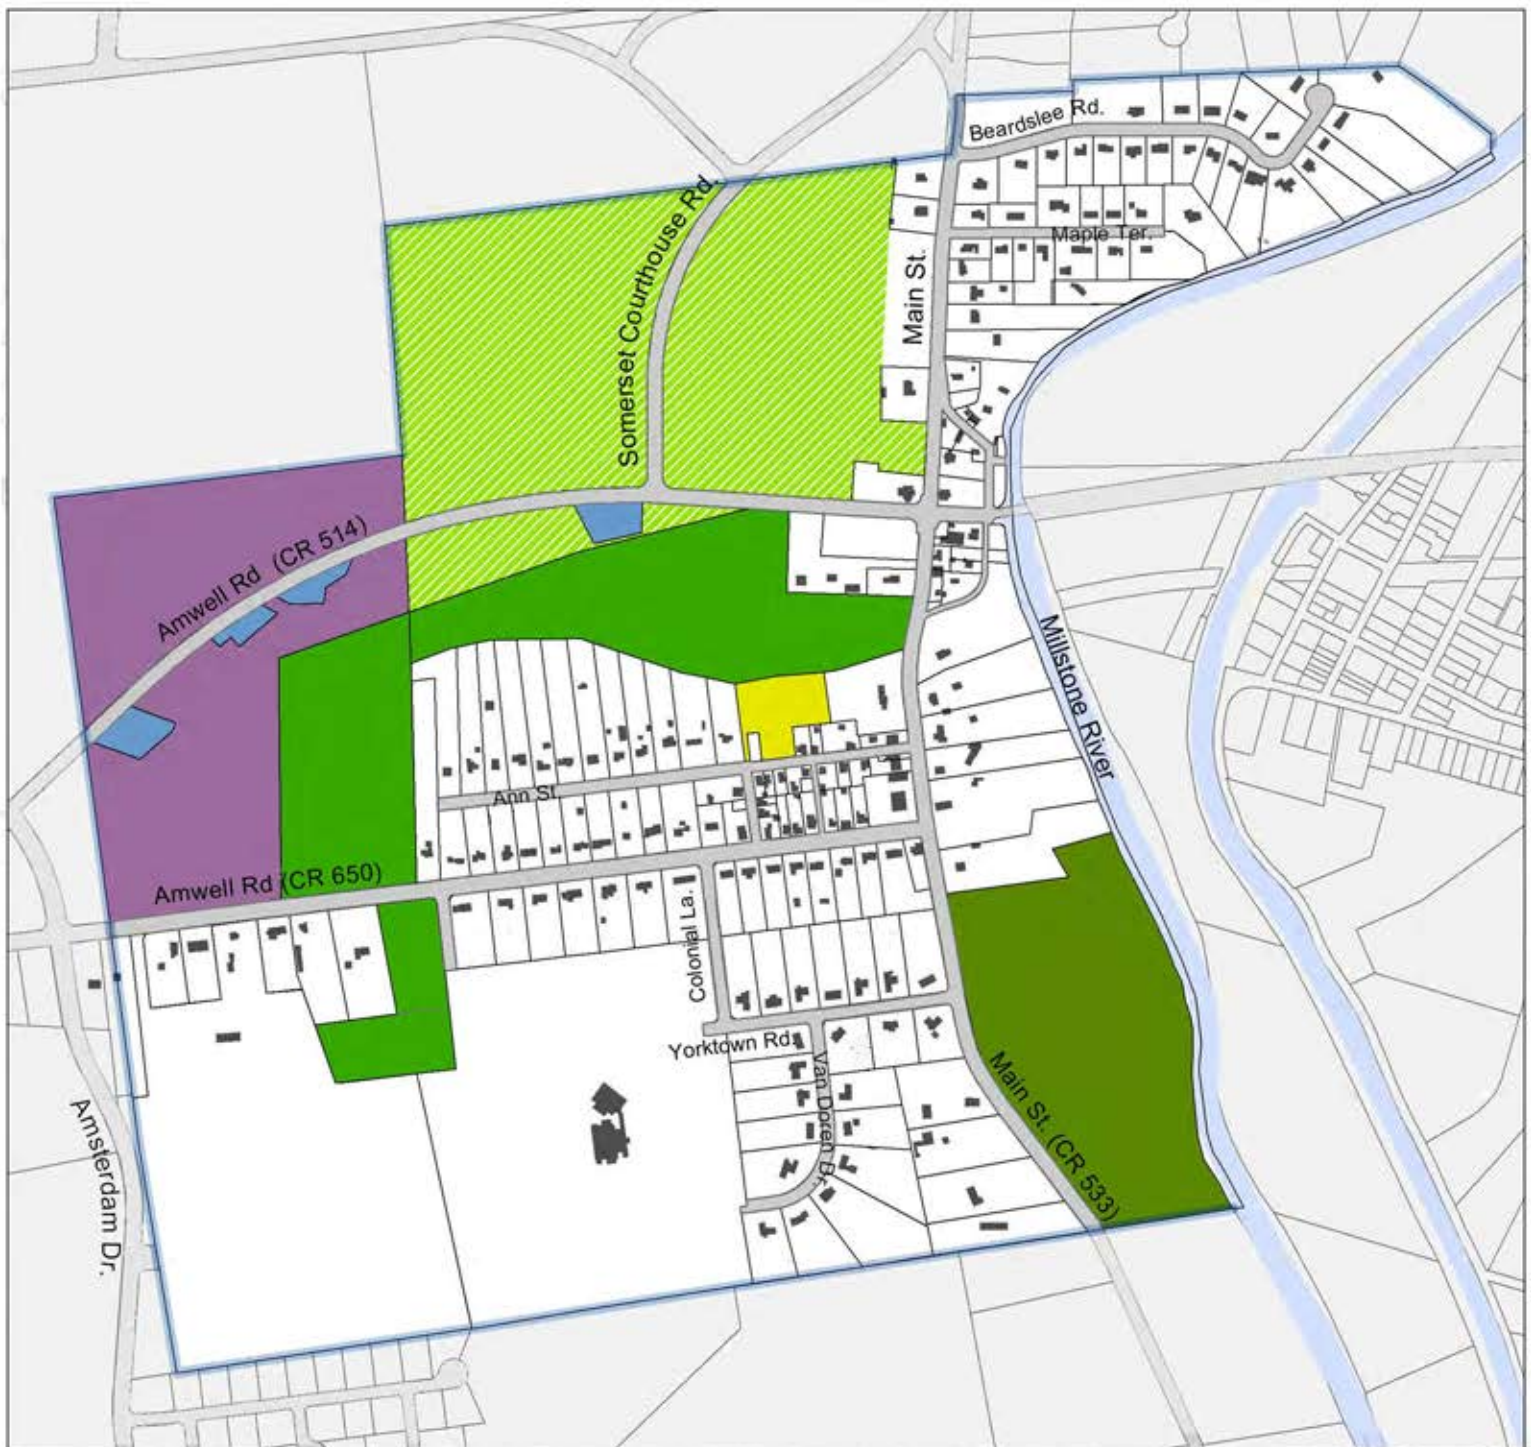 Beardslee Rd.
Maple Ter.
Somerset Courthouse Rd.
Main St.
Amwell Rd (CR 514)
Millstone River
Ann St.
Amwell Rd (CR 650)
Colonial La.
Yorktown Rd.
Van Doren Dr.
Main St. (CR 533)
Amsterdam Dr.